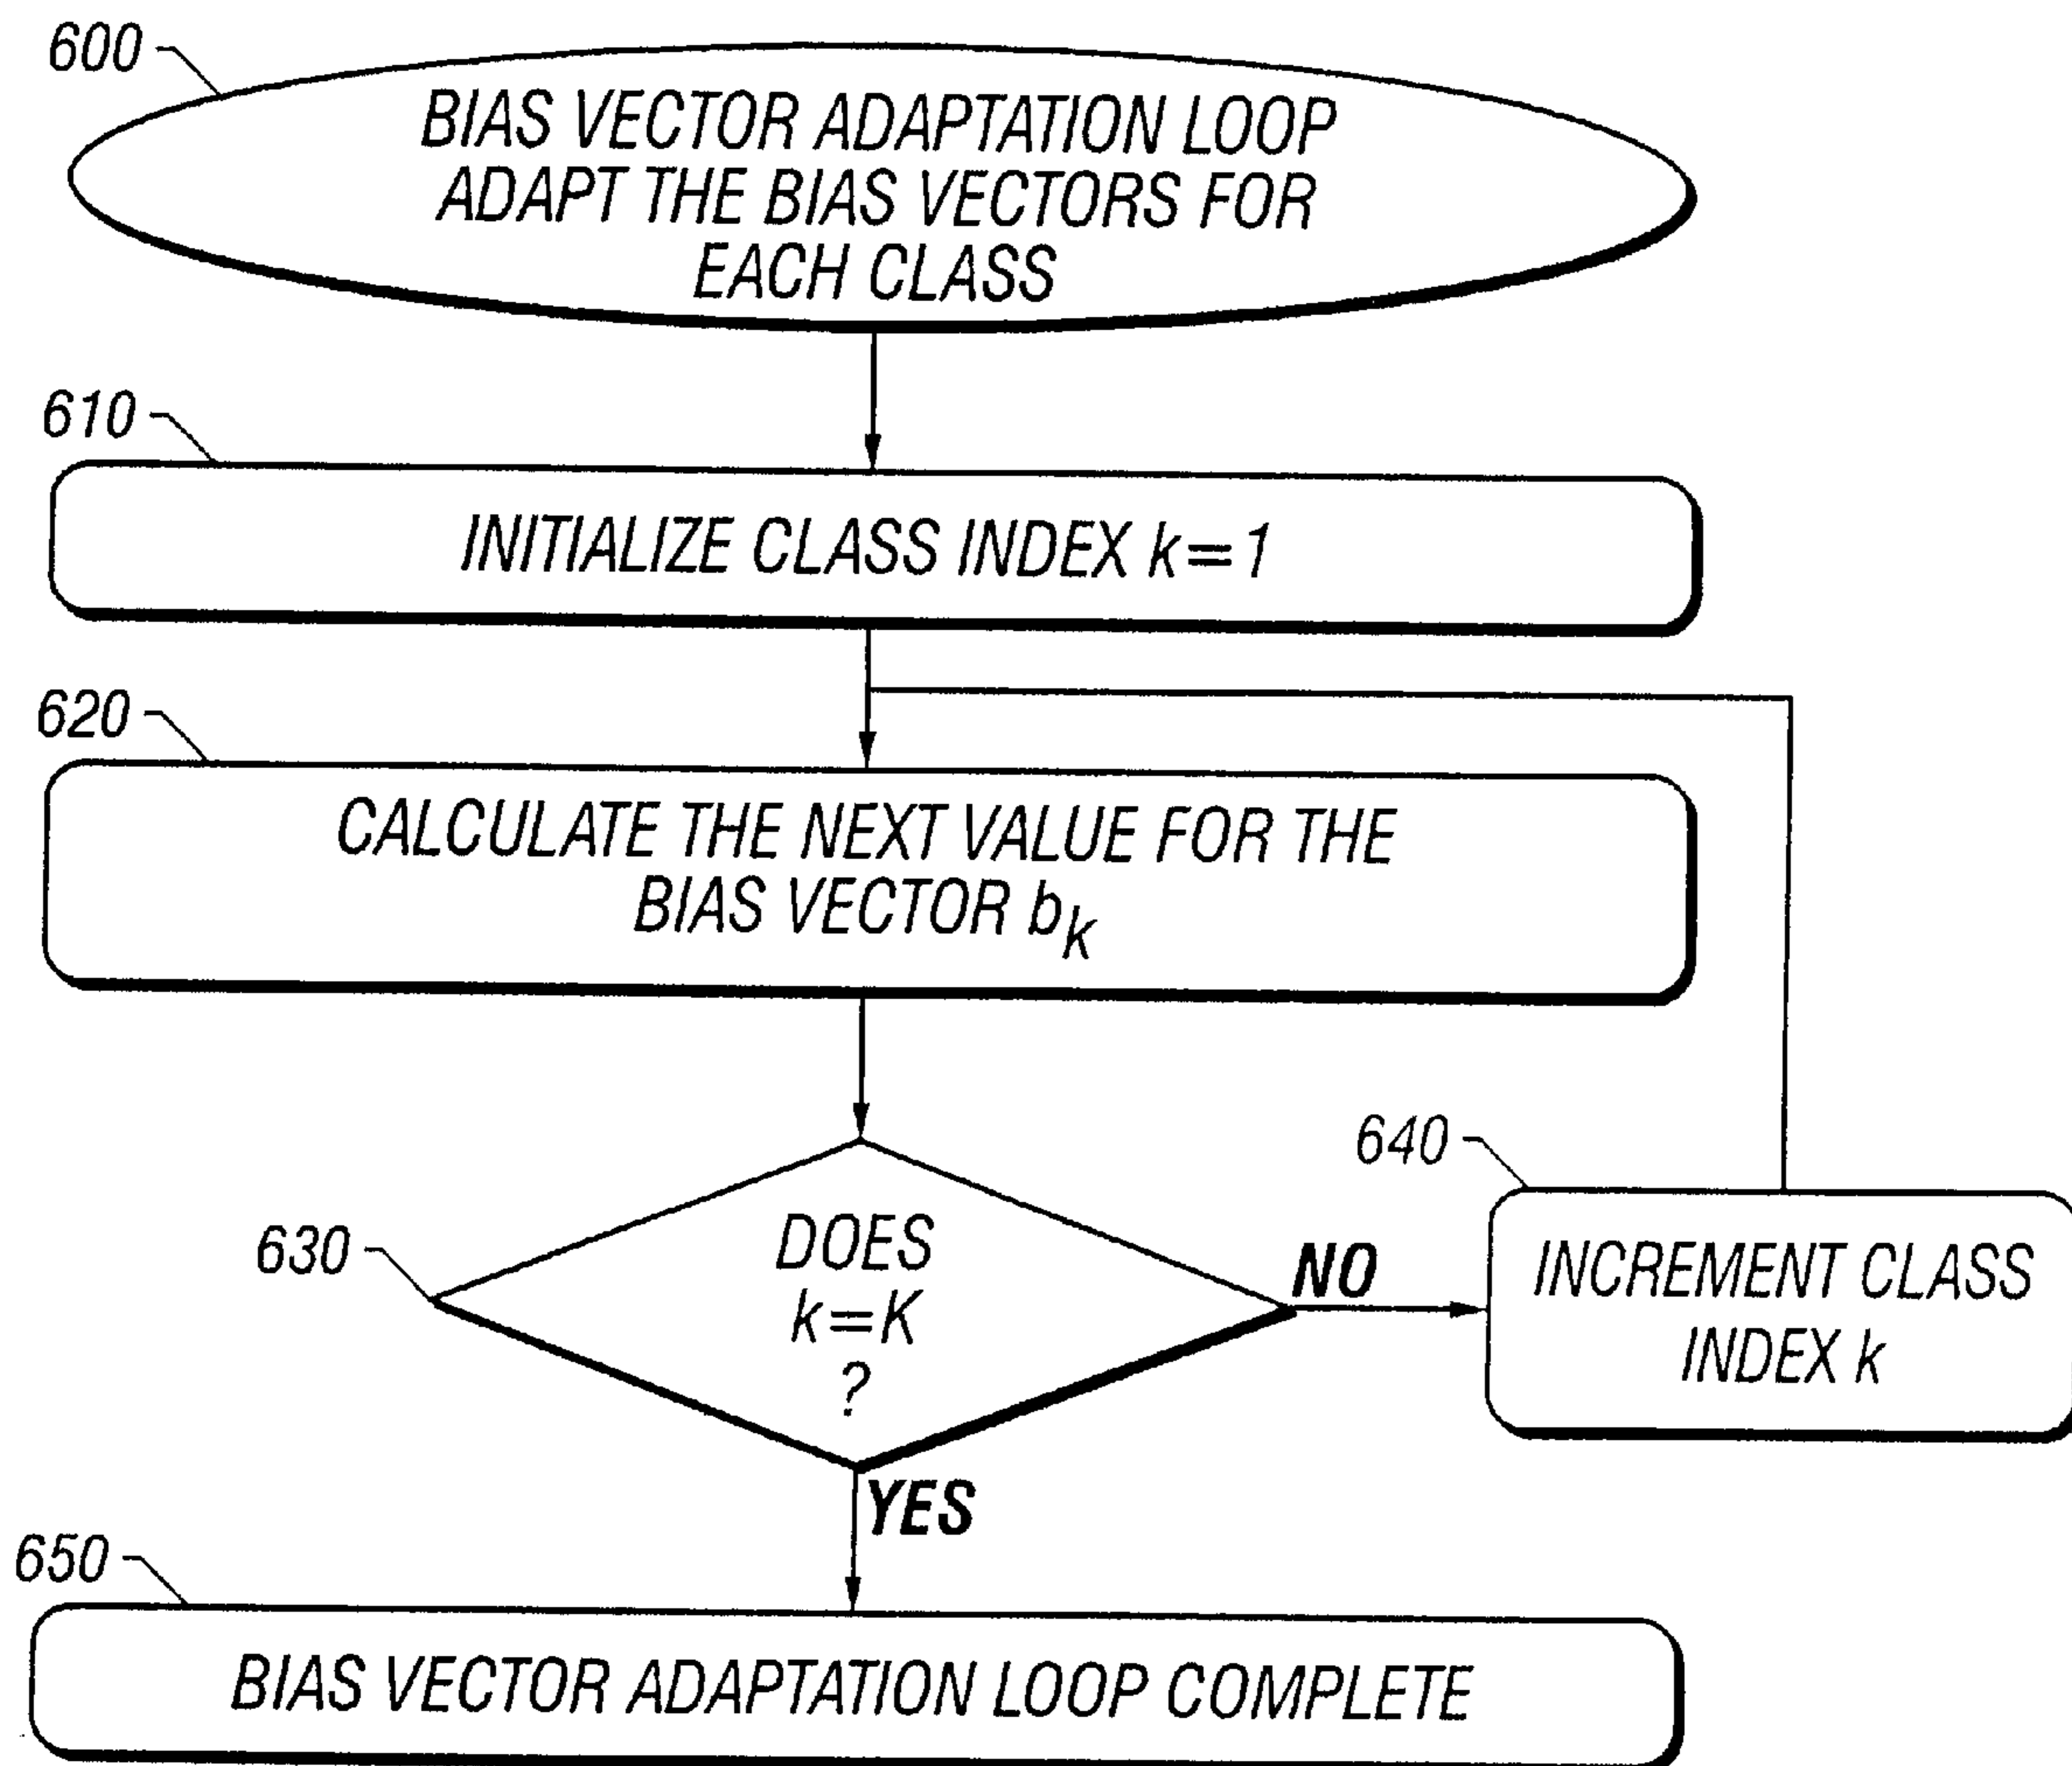 600
BIAS VECTOR ADAPTATION LOOP
ADAPT THE BIAS VECTORS FOR
EACH CLASS
610
INITIALIZE CLASS INDEX k=1
620
CALCULATE THE NEXT VALUE FOR THE
BIAS VECTOR bk
630
DOES
k=K
?
NO
640
INCREMENT CLASS
INDEX k
YES
650
BIAS VECTOR ADAPTATION LOOP COMPLETE